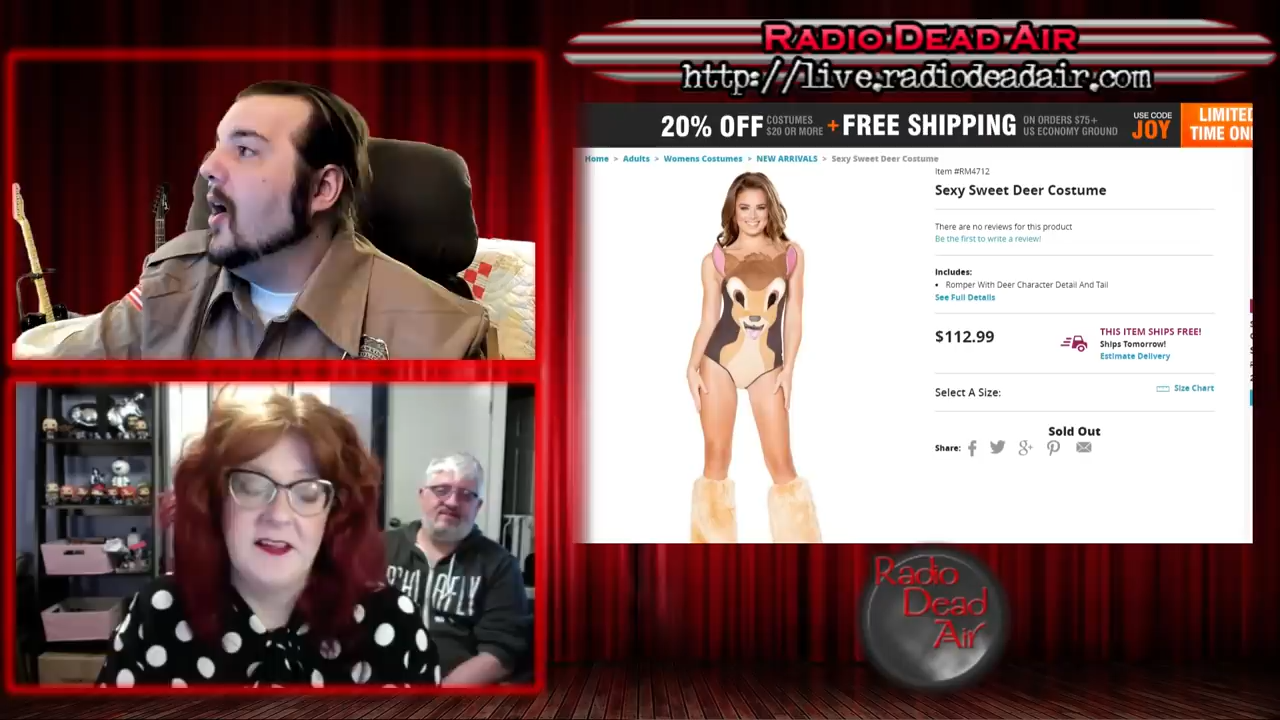 RADIO DEAD AIR
http://live.radiodeadair.com
20% OFF COSTUMES $20 OR MORE + FREE SHIPPING ON ORDERS $75+ US ECONOMY GROUND USE CODE JOY LIMITED TIME ON
Home > Adults > Womens Costumes > NEW ARRIVALS > Sexy Sweet Deer Costume
Item #RM4712
Sexy Sweet Deer Costume
There are no reviews for this product
Be the first to write a review!
Includes:
• Romper With Deer Character Detail And Tail
See Full Details
$112.99
THIS ITEM SHIPS FREE!
Ships Tomorrow!
Estimate Delivery
Select A Size:
Size Chart
Sold Out
Share:
Radio
Dead
Air